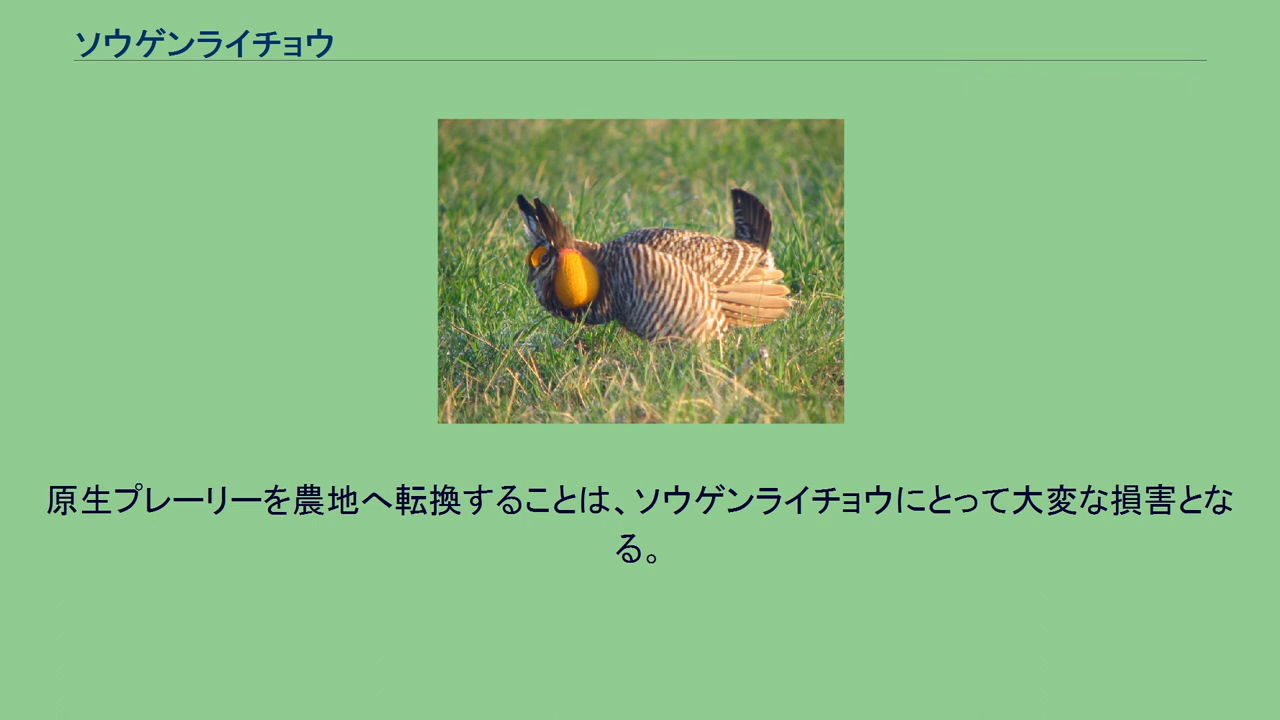 ソウゲンライチョウ
原生プレーリーを農地へ転換することは、ソウゲンライチョウにとって大変な損害とな
る。